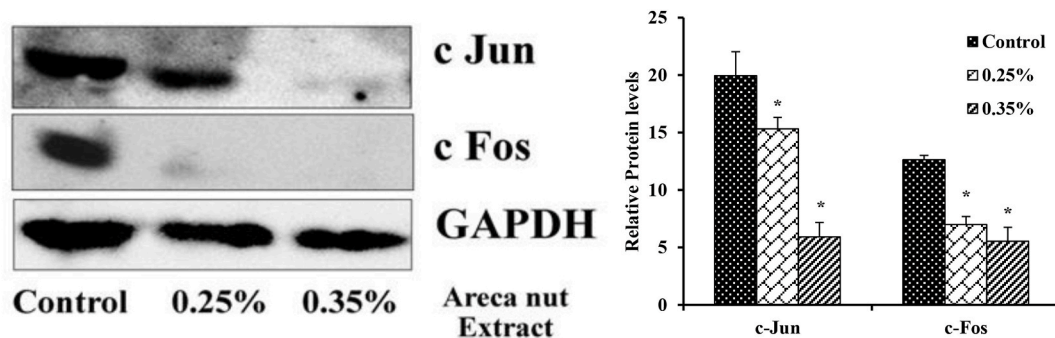 c Jun
c Fos
GAPDH
Control 0.25% 0.35% Areca nut
Extract
Relative Protein levels
25
20
15
10
5
0
*
*
*
*
Control
0.25%
0.35%
c-Jun c-Fos